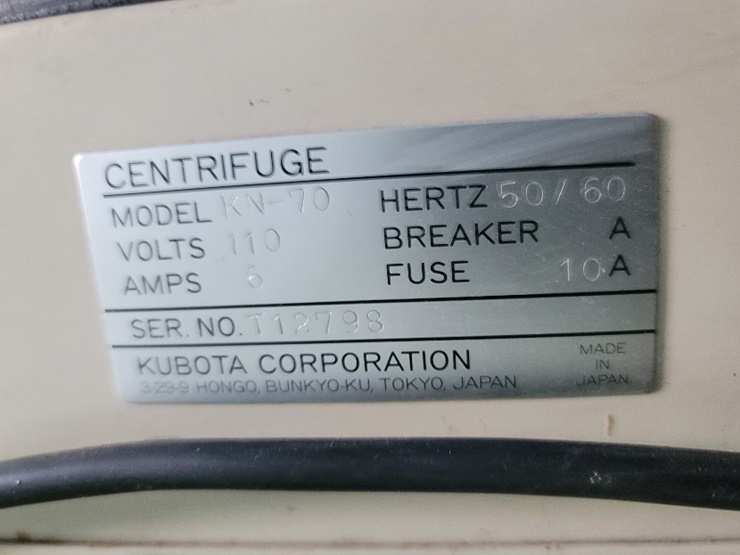 CENTRIFUGE
MODEL KN-70 HERTZ 50/60
VOLTS 110 BREAKER A
AMPS 6 FUSE 10 A
SER. NO. T12798
KUBOTA CORPORATION
3-29-9 HONGO, BUNKYO-KU, TOKYO, JAPAN
MADE
IN
JAPAN